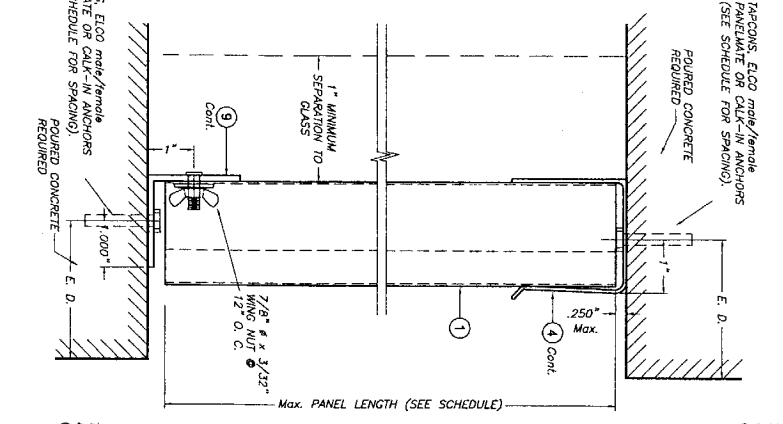 TAPCONS, ELCO male/female
PANELMATE OR CALK-IN ANCHORS
(SEE SCHEDULE FOR SPACING).
POURED CONCRETE
REQUIRED
1"
E. D.
.250"
Max.
4
Cont.
1
1" MINIMUM
SEPARATION TO
GLASS
9
Cont.
1"
7/8" ø x 3/32"
WING NUT @
12" O. C.
1.000"
E. D.
, ELCO male/female
ATE OR CALK-IN ANCHORS
HEDULE FOR SPACING).
POURED CONCRETE
REQUIRED
Max. PANEL LENGTH (SEE SCHEDULE)